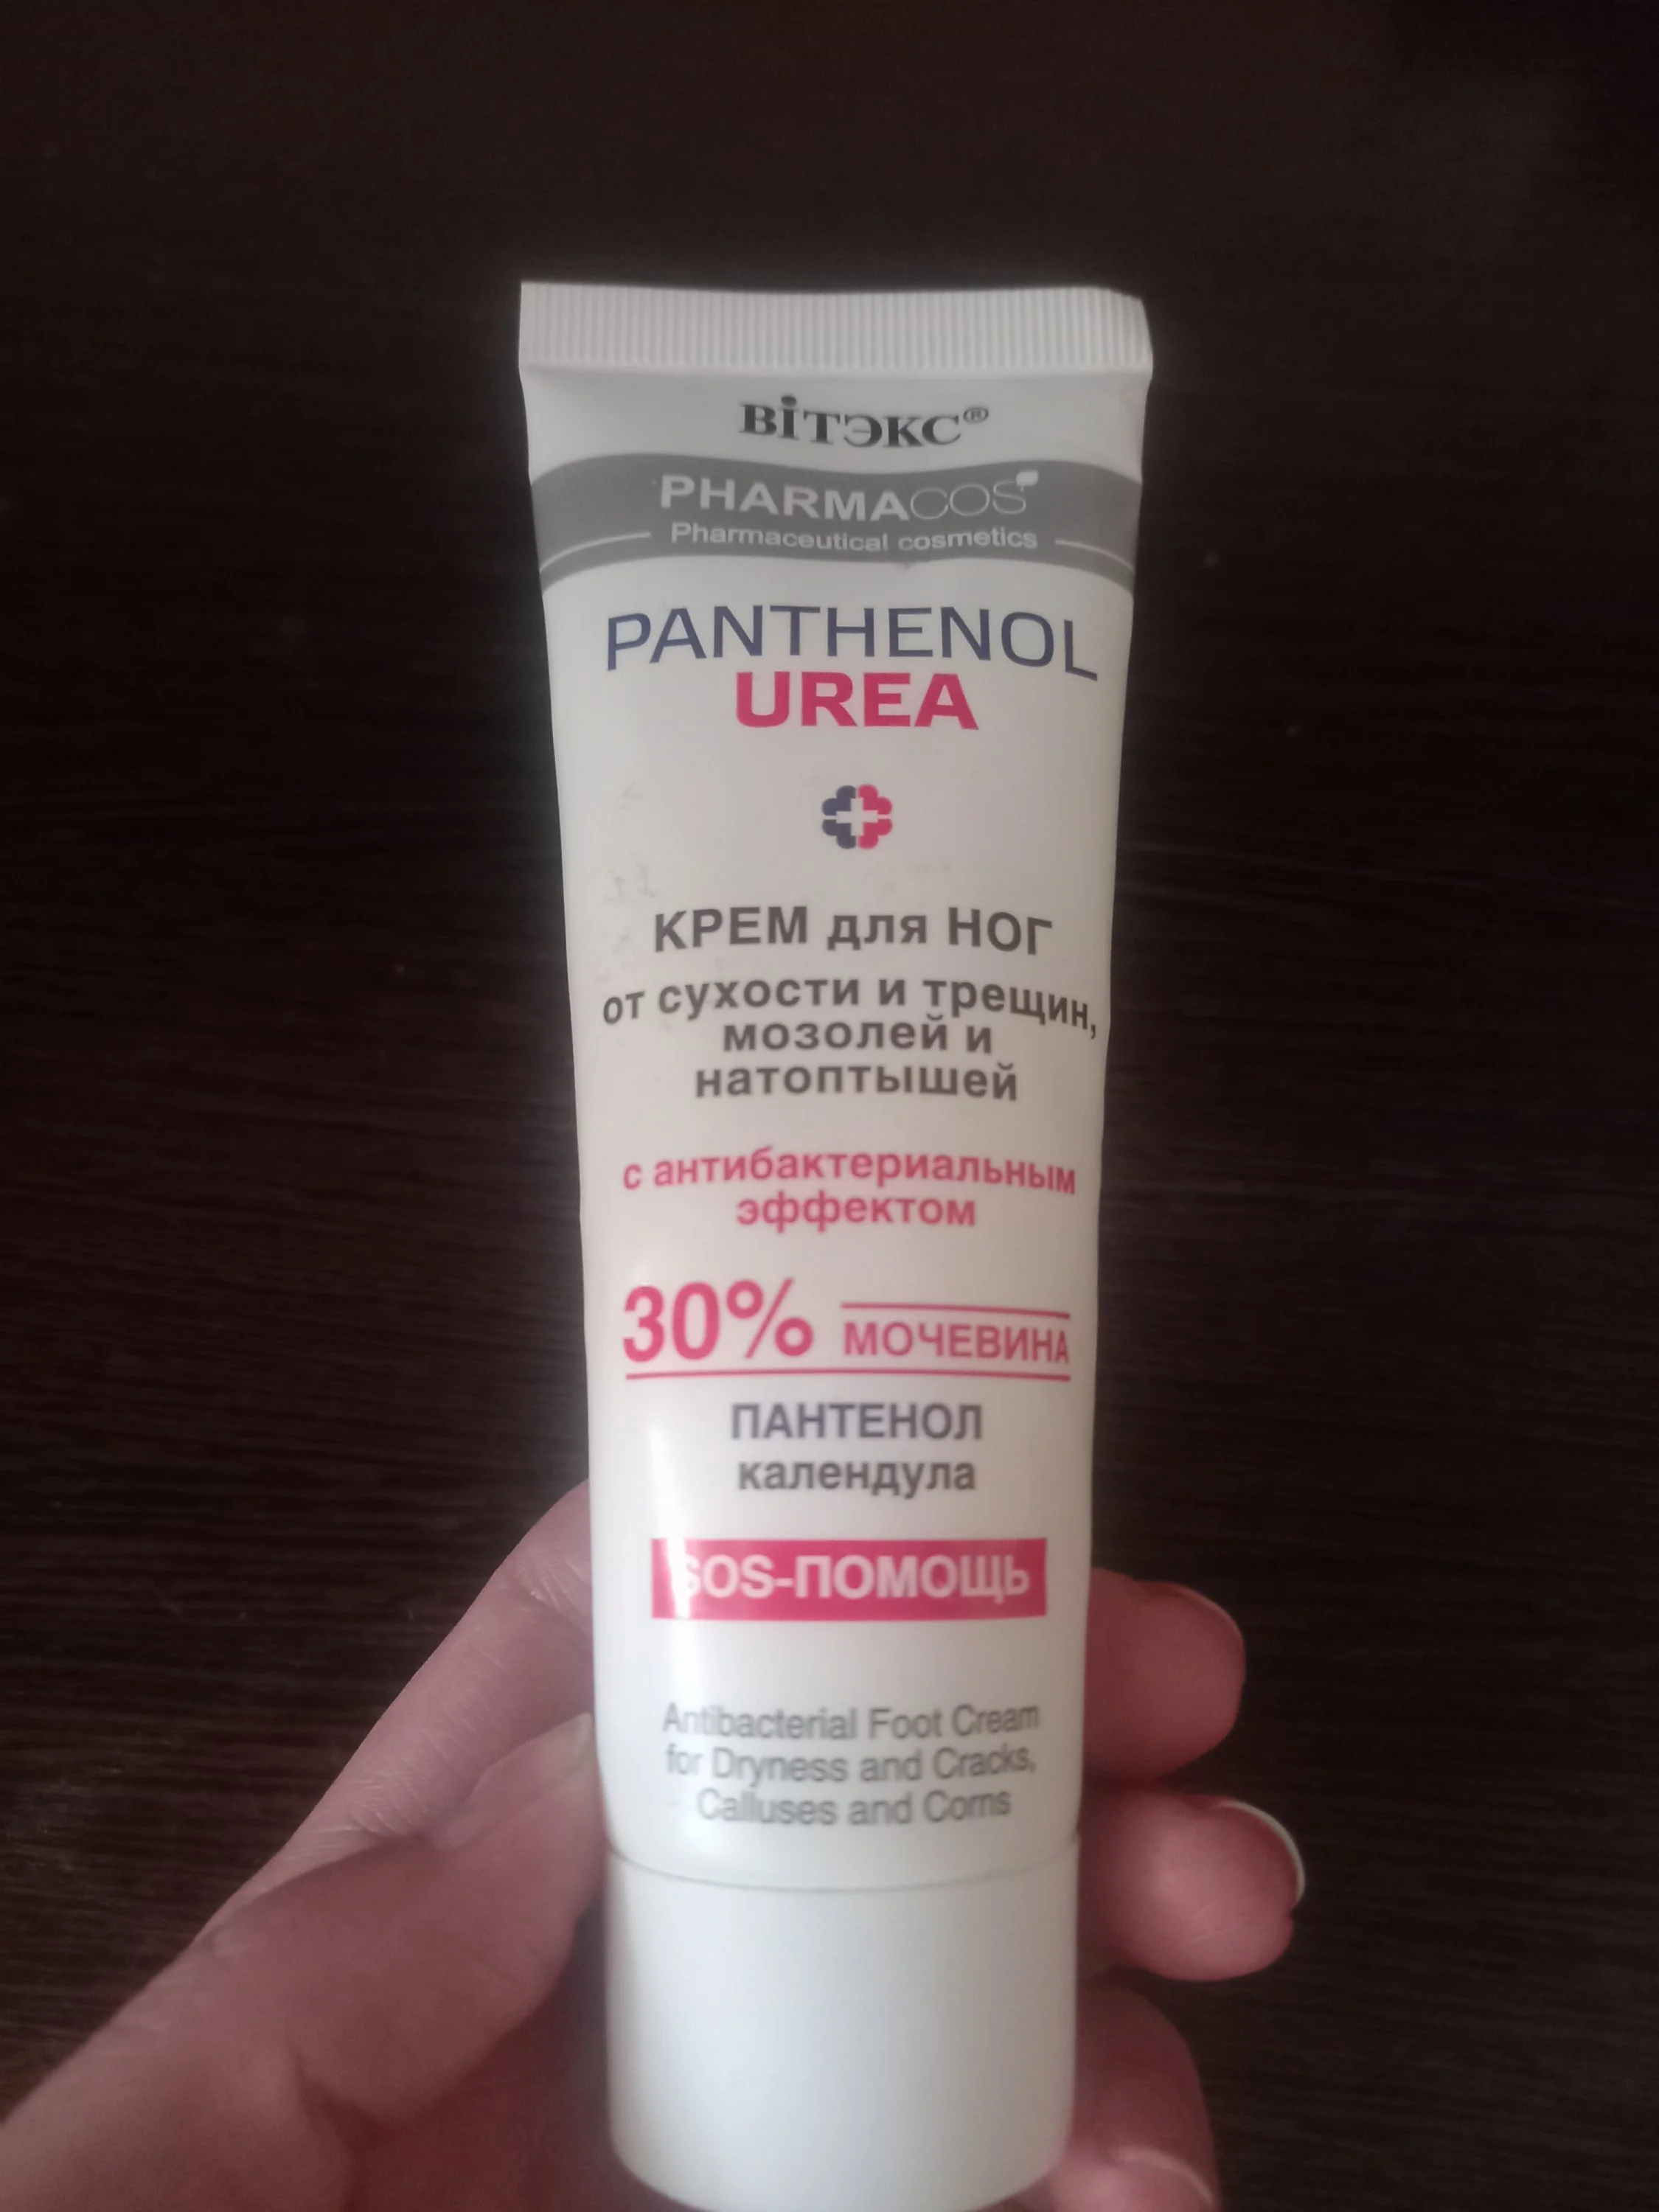 ВіТЭКС®
PHARMACOS
Pharmaceutical cosmetics
PANTHENOL
UREA
КРЕМ для НОГ
от сухости и трещин,
мозолей и
натоптышей
с антибактериальным
эффектом
30% МОЧЕВИНА
ПАНТЕНОЛ
календула
SOS-ПОМОЩЬ
Antibacterial Foot Cream
for Dryness and Cracks,
Calluses and Corns